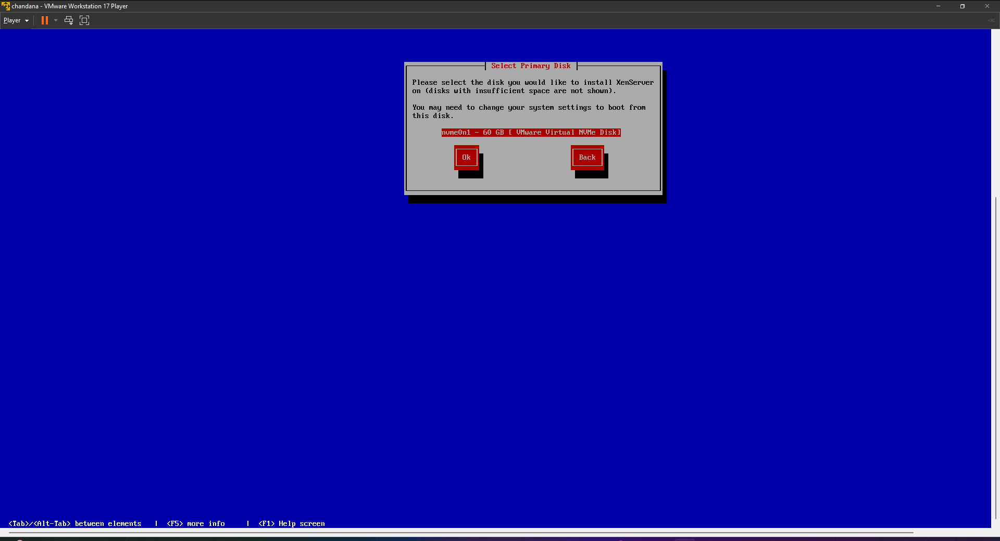 chandana - VMware Workstation 17 Player
Player
Select Primary Disk
Please select the disk you would like to install XenServer
on (disks with insufficient space are not shown).
You may need to change your system settings to boot from
this disk.
nvme0n1 - 60 GB [ VMware Virtual NVMe Disk]
Ok
Back
<Tab>/<Alt-Tab> between elements | <F5> more info | <F1> Help screen